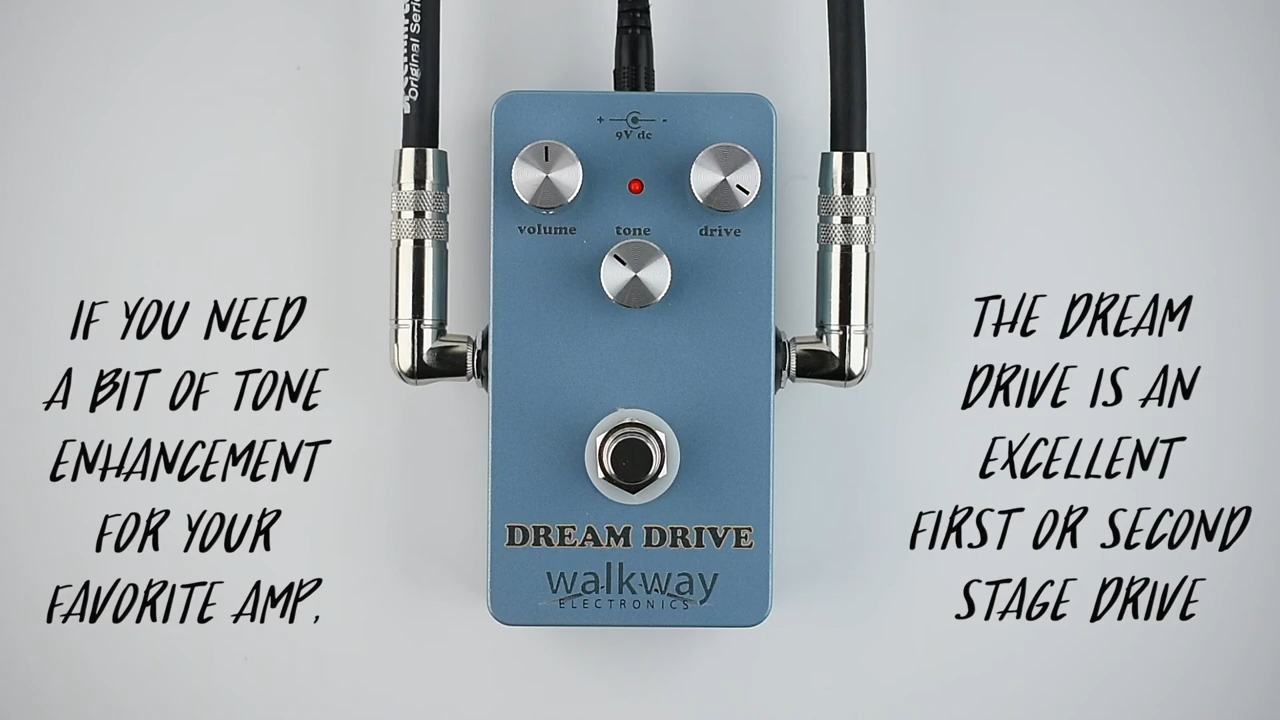 Original Seri
+ -
9V dc
volume tone drive
IF YOU NEED
A BIT OF TONE
ENHANCEMENT
FOR YOUR
FAVORITE AMP,
THE DREAM
DRIVE IS AN
EXCELLENT
FIRST OR SECOND
STAGE DRIVE
DREAM DRIVE
walkway
ELECTRONICS